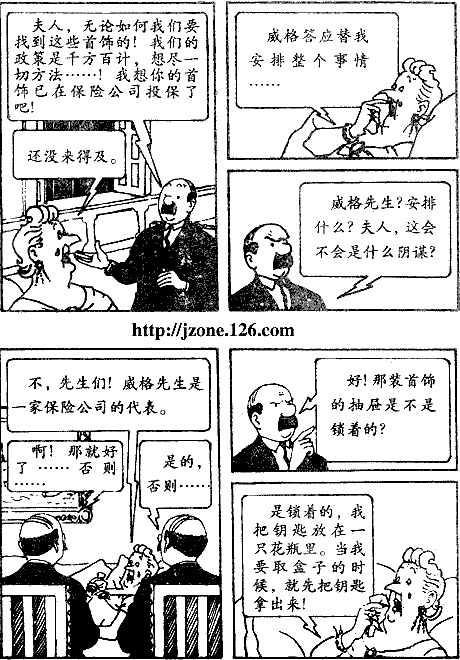 夫人，无论如何我们要
找到这些首饰的！我们的
政策是千方百计，想尽一
切方法……！我想你的首
饰已在保险公司投保了
吧！
还没来得及。
威格答应替我
安排整个事情
……
威格先生？安排
什么？夫人，这会
不会是什么阴谋？
http://jzone.126.com
不，先生们！威格先生是
一家保险公司的代表。
啊！那就好
了……否则
……
是的，
否则……
好！那装首饰
的抽屉是不是
锁着的？
是锁着的，我
把钥匙放在一
只花瓶里。当我
要取盒子的时
候，就先把钥匙
拿出来！